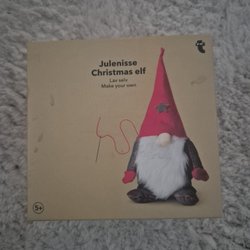 Julenisse
Christmas elf
Lav selv
Make your own
5+